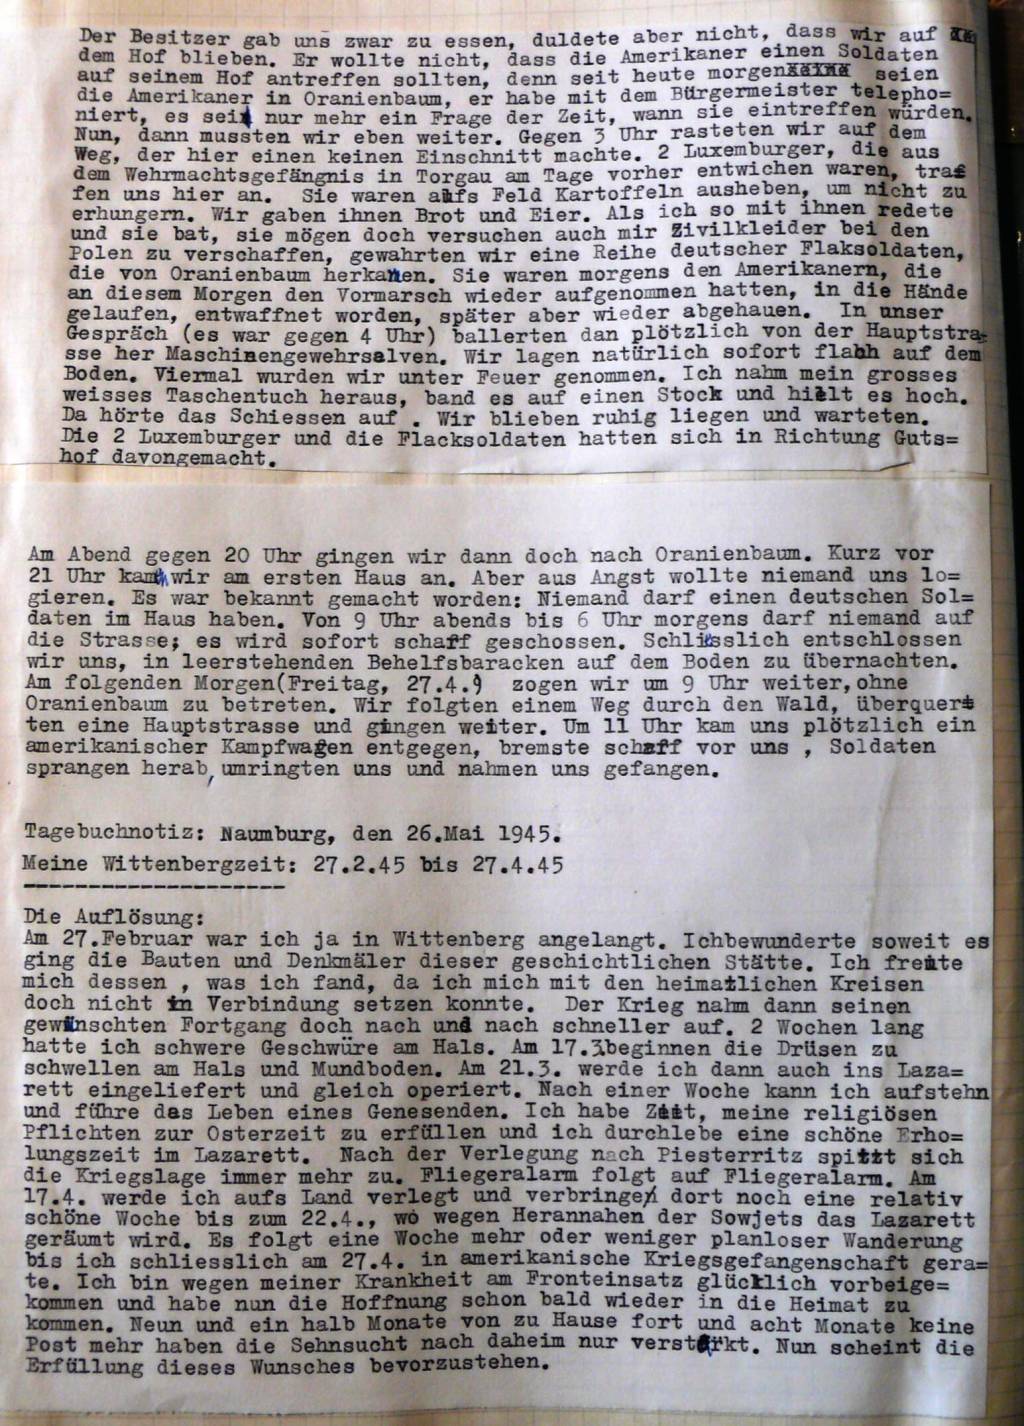 Der Besitzer gab uns zwar zu essen, duldete aber nicht, dass wir auf
dem Hof blieben. Er wollte nicht, dass die Amerikaner einen Soldaten
auf seinem Hof antreffen sollten, denn seit heute morgen seien
die Amerikaner in Oranienbaum, er habe mit dem Bürgermeister telepho=
niert, es sei nur mehr ein Frage der Zeit, wann sie eintreffen würden.
Nun, dann mussten wir eben weiter. Gegen 3 Uhr rasteten wir auf dem
Weg, der hier einen keinen Einschnitt machte. 2 Luxemburger, die aus
dem Wehrmachtsgefängnis in Torgau am Tage vorher entwichen waren, traf
fen uns hier an. Sie waren aufs Feld Kartoffeln ausheben, um nicht zu
erhungern. Wir gaben ihnen Brot und Eier. Als ich so mit ihnen redete
und sie bat, sie mögen doch versuchen auch mir Zivilkleider bei den
Polen zu verschaffen, gewahrten wir eine Reihe deutscher Flaksoldaten,
die von Oranienbaum herkamen. Sie waren morgens den Amerikanern, die
an diesem Morgen den Vormarsch wieder aufgenommen hatten, in die Hände
gelaufen, entwaffnet worden, später aber wieder abgehauen. In unser
Gespräch (es war gegen 4 Uhr) ballerten dan plötzlich von der Hauptstra=
sse her Maschinengewehrsalven. Wir lagen natürlich sofort flach auf dem
Boden. Viermal wurden wir unter Feuer genommen. Ich nahm mein grosses
weisses Taschentuch heraus, band es auf einen Stock und hielt es hoch.
Da hörte das Schiessen auf . Wir blieben ruhig liegen und warteten.
Die 2 Luxemburger und die Flacksoldaten hatten sich in Richtung Guts=
hof davongemacht.
Am Abend gegen 20 Uhr gingen wir dann doch nach Oranienbaum. Kurz vor
21 Uhr kamen wir am ersten Haus an. Aber aus Angst wollte niemand uns lo=
gieren. Es war bekannt gemacht worden: Niemand darf einen deutschen Sol=
daten im Haus haben. Von 9 Uhr abends bis 6 Uhr morgens darf niemand auf
die Strasse; es wird sofort scharf geschossen. Schliesslich entschlossen
wir uns, in leerstehenden Behelfsbaracken auf dem Boden zu übernachten.
Am folgenden Morgen(Freitag, 27.4.) zogen wir um 9 Uhr weiter,ohne
Oranienbaum zu betreten. Wir folgten einem Weg durch den Wald, überquer=
ten eine Hauptstrasse und gingen weiter. Um 11 Uhr kam uns plötzlich ein
amerikanischer Kampfwagen entgegen, bremste scharf vor uns , Soldaten
sprangen herab, umringten uns und nahmen uns gefangen.
Tagebuchnotiz: Naumburg, den 26.Mai 1945.
Meine Wittenbergzeit: 27.2.45 bis 27.4.45
--------------------
Die Auflösung:
Am 27.Februar war ich ja in Wittenberg angelangt. Ichbewunderte soweit es
ging die Bauten und Denkmäler dieser geschichtlichen Stätte. Ich freute
mich dessen , was ich fand, da ich mich mit den heimatlichen Kreisen
doch nicht in Verbindung setzen konnte. Der Krieg nahm dann seinen
gewünschten Fortgang doch nach und nach schneller auf. 2 Wochen lang
hatte ich schwere Geschwüre am Hals. Am 17.3beginnen die Drüsen zu
schwellen am Hals und Mundboden. Am 21.3. werde ich dann auch ins Laza=
rett eingeliefert und gleich operiert. Nach einer Woche kann ich aufstehn
und führe das Leben eines Genesenden. Ich habe Zeit, meine religiösen
Pflichten zur Osterzeit zu erfüllen und ich durchlebe eine schöne Erho=
lungszeit im Lazarett. Nach der Verlegung nach Piesterritz spitzt sich
die Kriegslage immer mehr zu. Fliegeralarm folgt auf Fliegeralarm. Am
17.4. werde ich aufs Land verlegt und verbringe dort noch eine relativ
schöne Woche bis zum 22.4., wo wegen Herannahen der Sowjets das Lazarett
geräumt wird. Es folgt eine Woche mehr oder weniger planloser Wanderung
bis ich schliesslich am 27.4. in amerikanische Kriegsgefangenschaft gera=
te. Ich bin wegen meiner Krankheit am Fronteinsatz glücklich vorbeige=
kommen und habe nun die Hoffnung schon bald wieder in die Heimat zu
kommen. Neun und ein halb Monate von zu Hause fort und acht Monate keine
Post mehr haben die Sehnsucht nach daheim nur verstärkt. Nun scheint die
Erfüllung dieses Wunsches bevorzustehen.